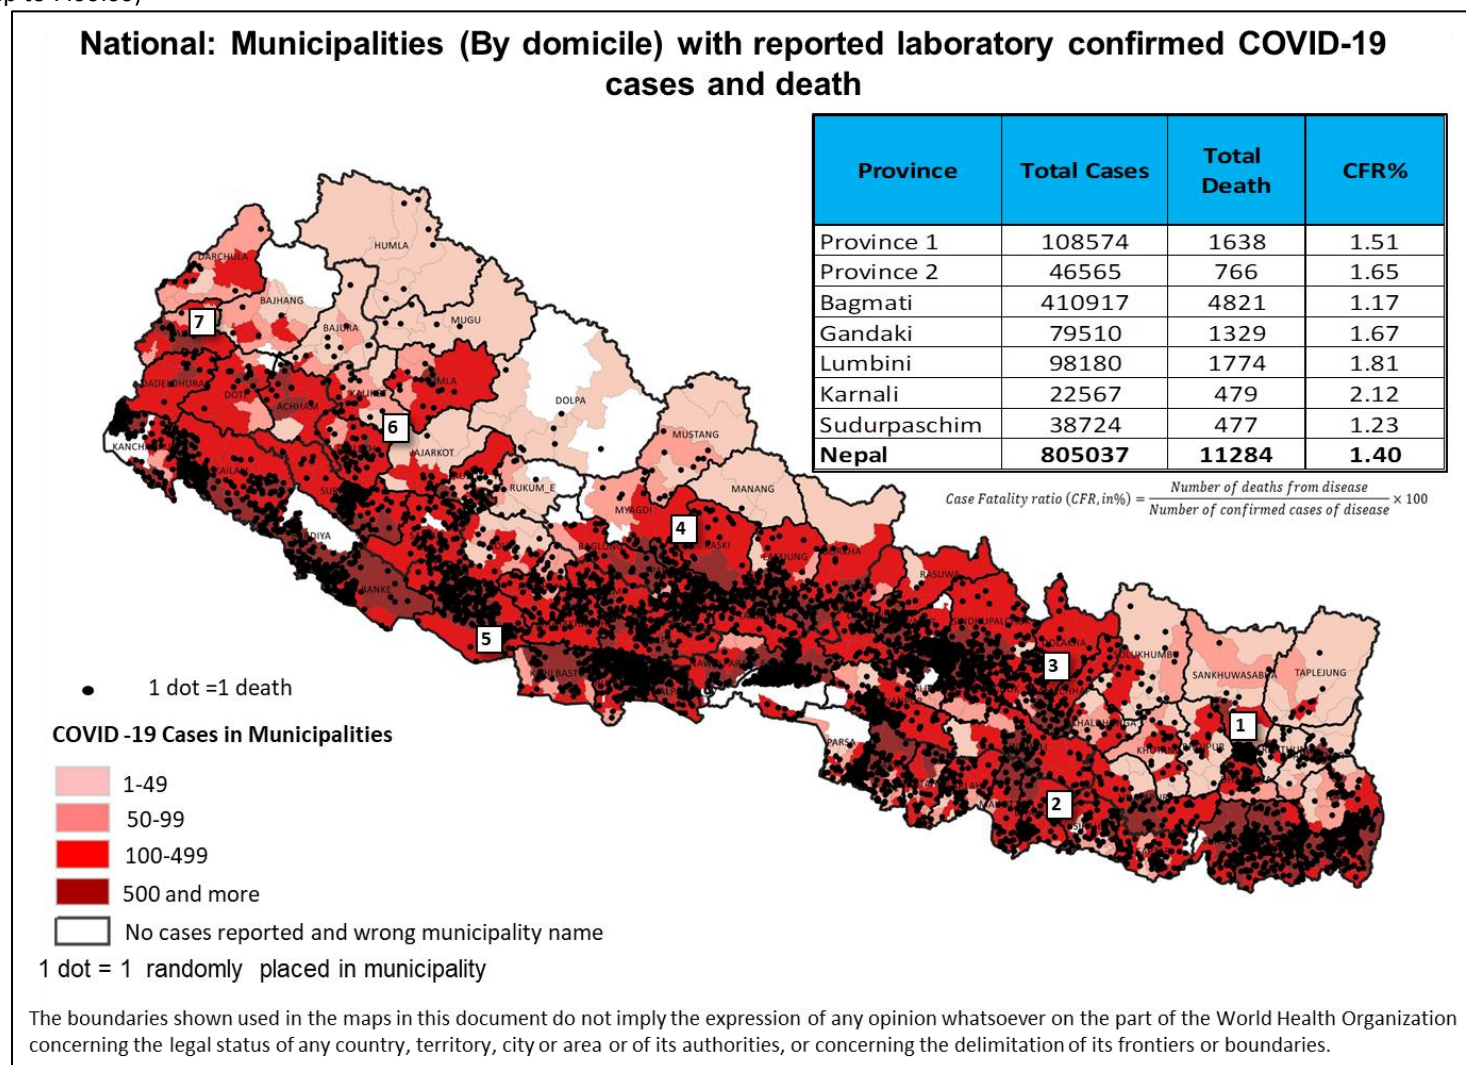 National: Municipalities (By domicile) with reported laboratory confirmed COVID-19
cases and death
Province Total Cases Total Death CFR%
Province 1 108574 1638 1.51
Province 2 46565 766 1.65
Bagmati 410917 4821 1.17
Gandaki 79510 1329 1.67
Lumbini 98180 1774 1.81
Karnali 22567 479 2.12
Sudurpaschim 38724 477 1.23
Nepal 805037 11284 1.40
Case Fatality ratio (CFR, in%) = Number of deaths from disease / Number of confirmed cases of disease × 100
HUMLA
DARCHULA
BAJHANG
7
BAJURA
MUGU
DOTI
ACHHAM
DOLPA
6
MUSTANG
RUKUM_E
MANANG
MYAGDI
4
KASKI
LAMJUNG
GORKHA
RASUWA
BANKE
5
3
TAPLEJUNG
1
PARSA
2
1 dot =1 death
COVID -19 Cases in Municipalities
1-49
50-99
100-499
500 and more
No cases reported and wrong municipality name
1 dot = 1 randomly placed in municipality
The boundaries shown used in the maps in this document do not imply the expression of any opinion whatsoever on the part of the World Health Organization
concerning the legal status of any country, territory, city or area or of its authorities, or concerning the delimitation of its frontiers or boundaries.